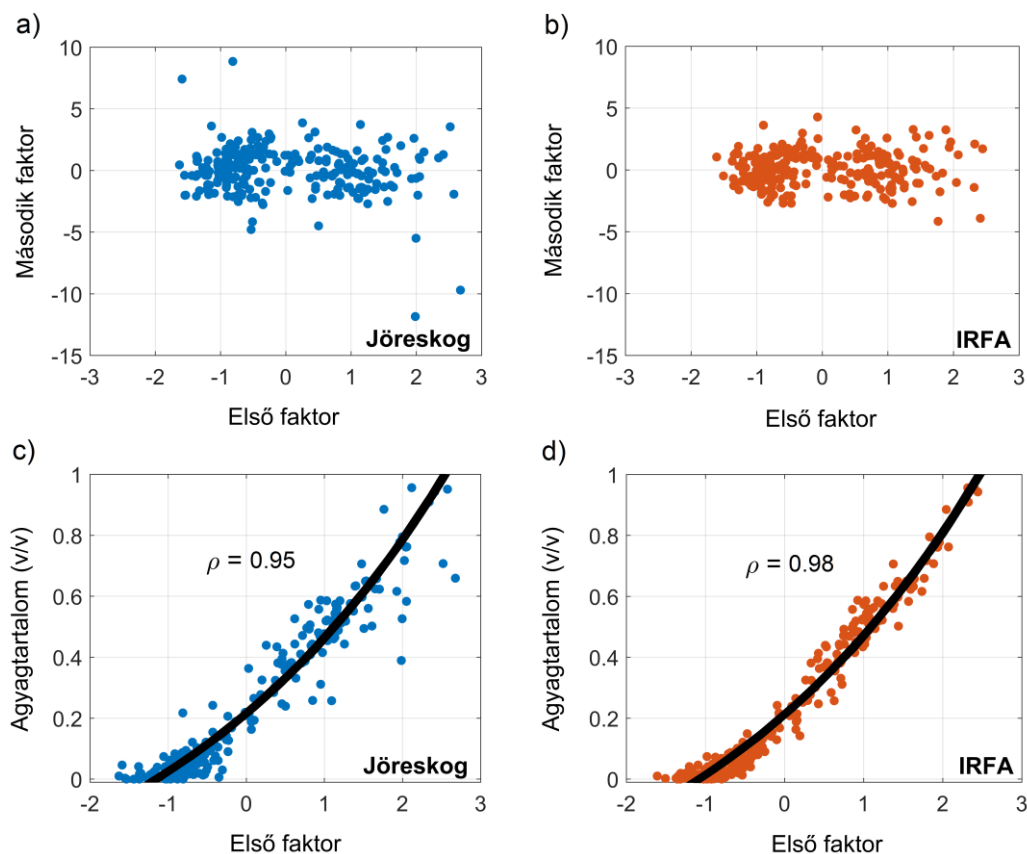 a)
10
5
0
-5
-10
-15
Második faktor
Jöreskog
-3 -2 -1 0 1 2 3
Első faktor
b)
10
5
0
-5
-10
-15
Második faktor
IRFA
-3 -2 -1 0 1 2 3
Első faktor
c)
1
0.8
0.6
0.4
0.2
0
Agyagtartalom (v/v)
ρ = 0.95
Jöreskog
-2 -1 0 1 2 3
Első faktor
d)
1
0.8
0.6
0.4
0.2
0
Agyagtartalom (v/v)
ρ = 0.98
IRFA
-2 -1 0 1 2 3
Első faktor